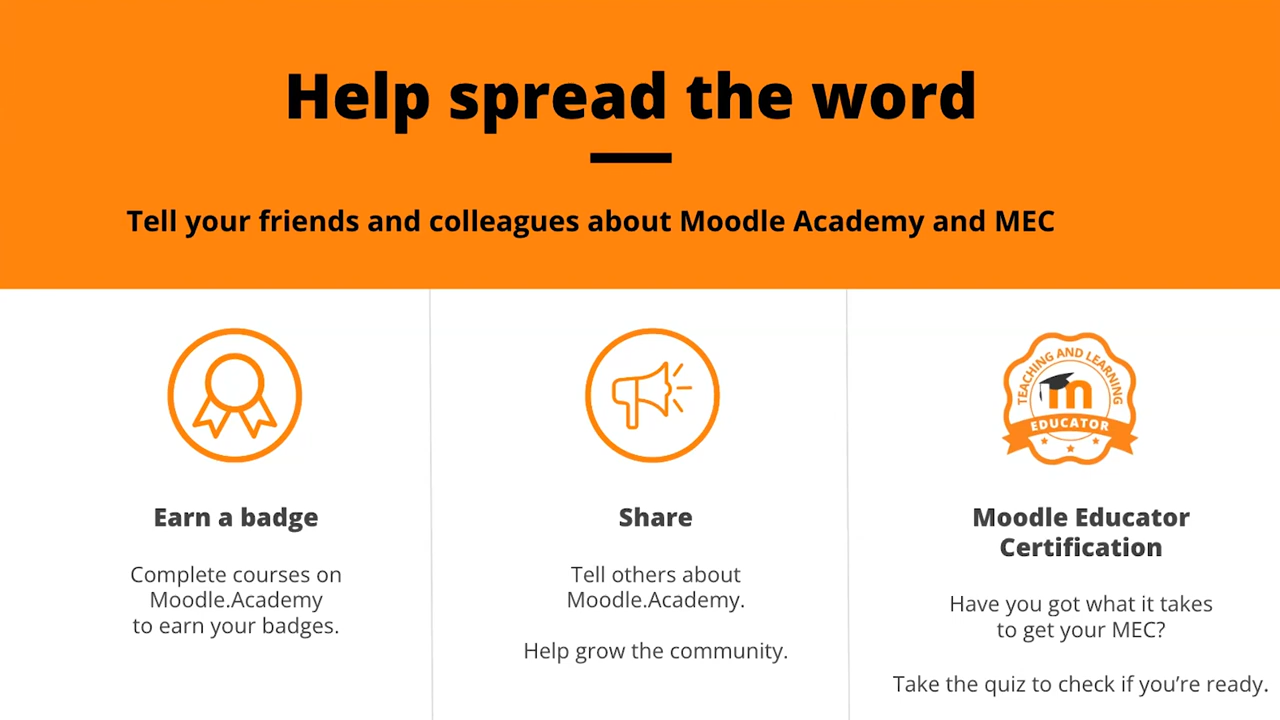 Help spread the word
Tell your friends and colleagues about Moodle Academy and MEC
Earn a badge
Complete courses on
Moodle.Academy
to earn your badges.
Share
Tell others about
Moodle.Academy.
Help grow the community.
TEACHING AND LEARNING
m
EDUCATOR
Moodle Educator
Certification
Have you got what it takes
to get your MEC?
Take the quiz to check if you’re ready.